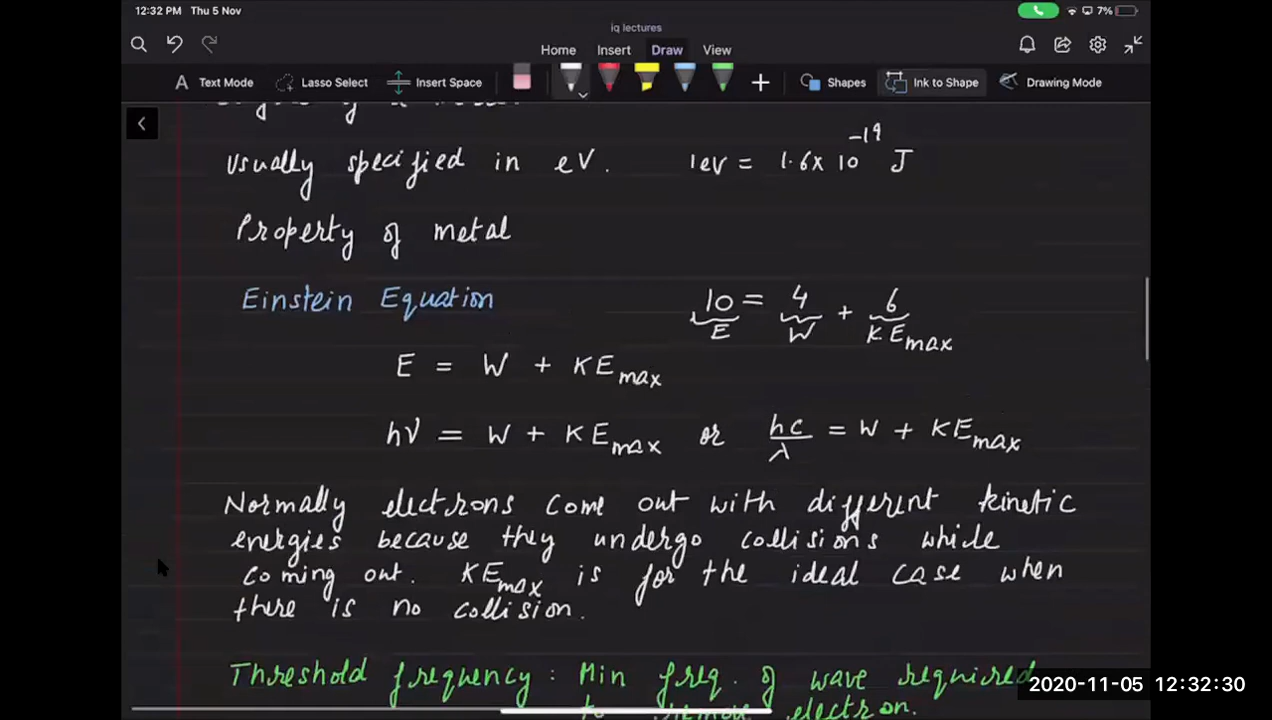 12:32 PM Thu 5 Nov
7%
iq lectures
Home Insert Draw View
Text Mode Lasso Select Insert Space Shapes Ink to Shape Drawing Mode
Usually specified in eV. 1eV = 1.6x 10^-19 J
Property of metal
Einstein Equation
10 = 4 + 6
E W KEmax
E = W + KEmax
hν = W + KEmax or hc/λ = W + KEmax
Normally electrons come out with different kinetic
energies because they undergo collisions while
coming out. KEmax is for the ideal case when
there is no collision.
Threshold frequency : Min freq. of wave required
to remove electron.
2020-11-05 12:32:30